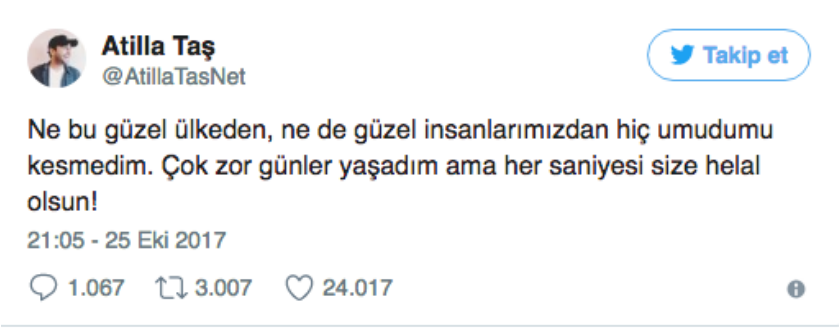 Atilla Taş
@AtillaTasNet
Takip et
Ne bu güzel ülkeden, ne de güzel insanlarımızdan hiç umudumu
kesmedim. Çok zor günler yaşadım ama her saniyesi size helal
olsun!
21:05 - 25 Eki 2017
1.067 3.007 24.017